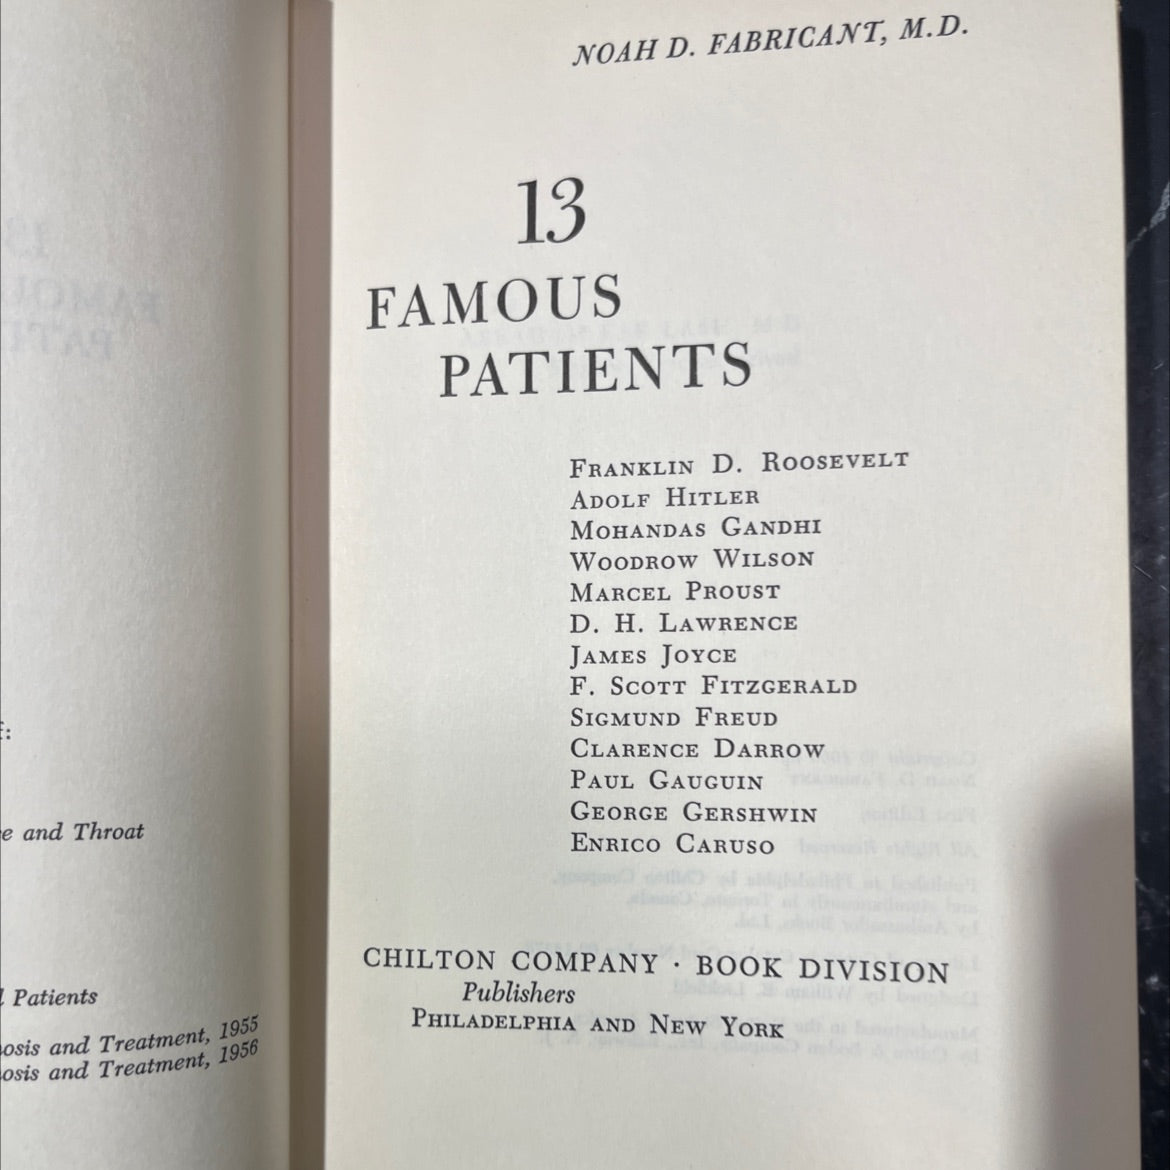 e and Throat
Patients
osis and Treatment, 1955
osis and Treatment, 1956
NOAH D. FABRICANT, M.D.
13
FAMOUS
PATIENTS
FRANKLIN D. ROOSEVELT
ADOLF HITLER
MOHANDAS GANDHI
WOODROW WILSON
MARCEL PROUST
D. H. LAWRENCE
JAMES JOYCE
F. SCOTT FITZGERALD
SIGMUND FREUD
CLARENCE DARROW
PAUL GAUGUIN
GEORGE GERSHWIN
ENRICO CARUSO
CHILTON COMPANY · BOOK DIVISION
Publishers
PHILADELPHIA AND NEW YORK